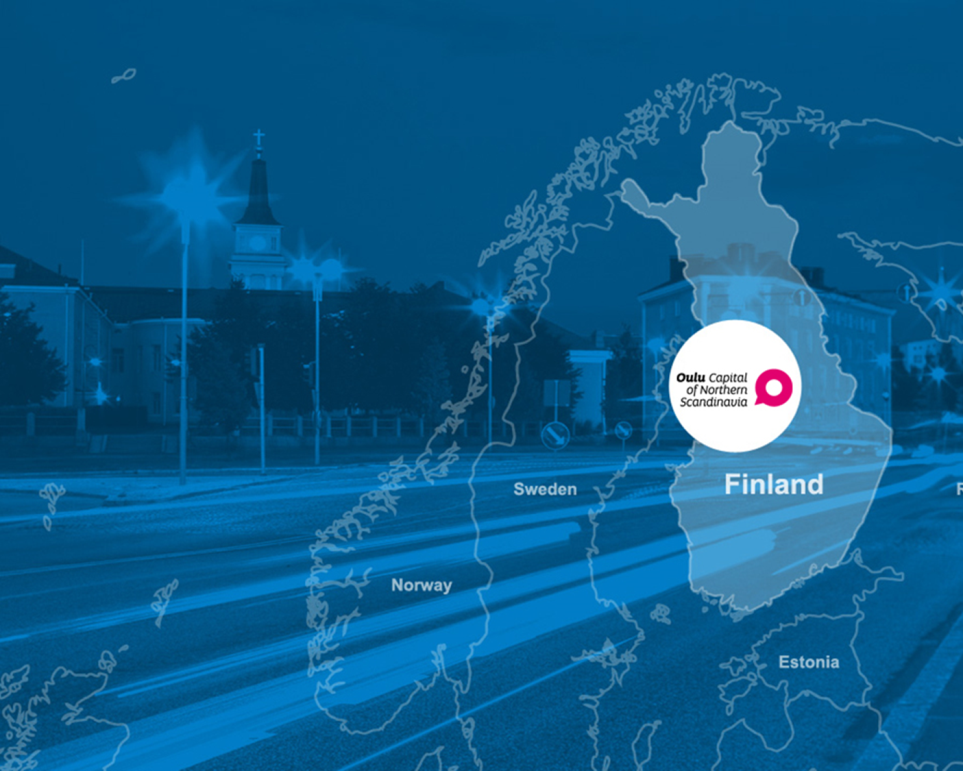 Oulu Capital
of Northern
Scandinavia
Finland
Sweden
R
Norway
Estonia